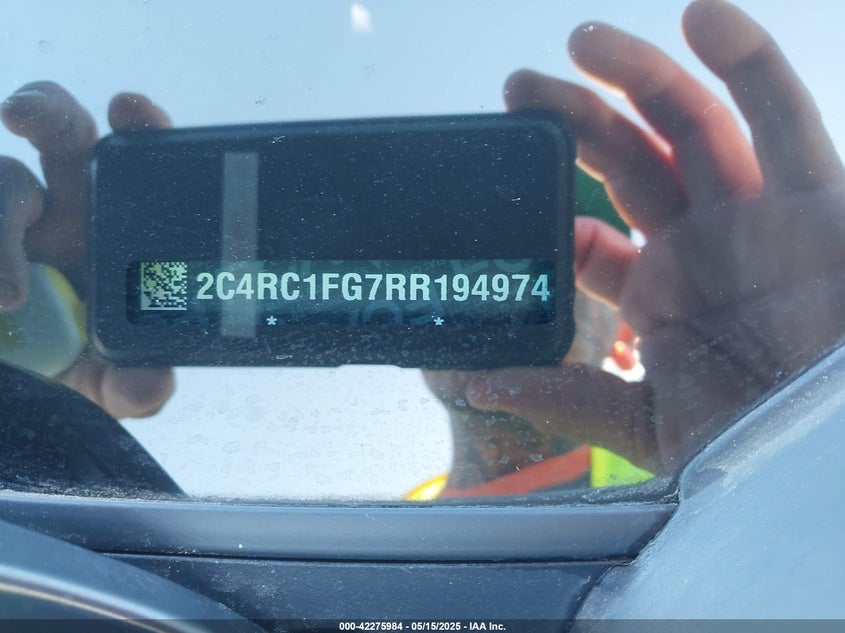 2C4RC1FG7RR194974
* *
000-42275984 - 05/15/2025 - IAA Inc.